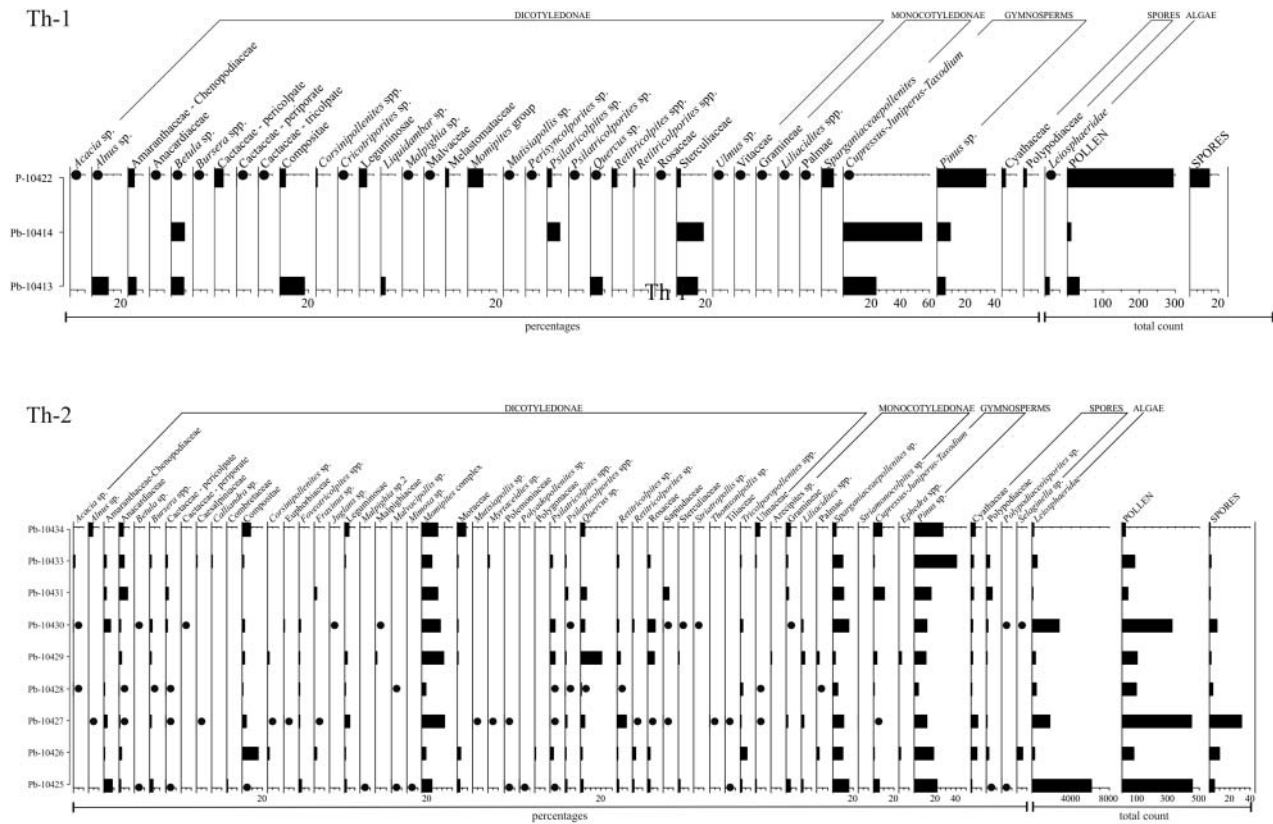 Th-1
DICOTYLEDONAE
MONOCOTYLEDONAE
GYMNOSPERMS
SPORES
ALGAE
Acacia sp.
Alnus sp.
Amaranthaceae - Chenopodiaceae
Anacardiaceae
Betula sp.
Bursera spp.
Cactaceae - pericolpate
Cactaceae - periporate
Cactaceae - tricolpate
Compositae
Corsinipollenites spp.
Cricotriporites sp.
Leguminosae
Liquidambar sp.
Malpighia sp.
Malvaceae
Melastomataceae
Momipites group
Mutisiapollis sp.
Perisyncolporites sp.
Psilatricolpites sp.
Psilatricolporites sp.
Quercus sp.
Retitricolpites spp.
Retitricolporites spp.
Rosaceae
Sterculiaceae
Ulmus sp.
Vitaceae
Gramineae
Liliacidites spp.
Palmae
Sparganiaceaepollenites
Cupressus-Juniperus-Taxodium
Pinus sp.
Cyathaceae
Polypodiaceae
Leiosphaeridae
POLLEN
SPORES
P-10422
Pb-10414
Pb-10413
20 20 20 20 20 40 60 20 40 100 200 300 20
Th-1
percentages
total count
Th-2
DICOTYLEDONAE
MONOCOTYLEDONAE
GYMNOSPERMS
SPORES
ALGAE
Acacia sp.
Alnus sp.
Amaranthaceae-Chenopodiaceae
Anacardiaceae
Betula sp.
Bursera spp.
Cactaceae - pericolpate
Cactaceae - periporate
Caesalpinaceae
Calliandra sp.
Combretaceae
Compositae
Corsinipollenites sp.
Euphorbiaceae
Foveotricolpites spp.
Fraxinus sp.
Juglans sp.
Leguminosae
Malpighia sp 2
Malpighiaceae
Malvacipollis sp.
Mimosa sp.
Momipites complex
Moraceae
Mutisiapollis sp.
Myrtaceidites sp.
Polemoniaceae
Polyadopollenites sp.
Polygonaceae
Psilatricolpites spp.
Psilatricolporites spp.
Quercus sp.
Retitricolpites sp.
Retitricolporites sp.
Rosaceae
Sapindaceae
Sterculiaceae
Striatropollis sp.
Thomsonipollis sp.
Tiliaceae
Tricolporopollenites spp.
Ulmaceae
Arecipites sp.
Gramineae
Liliacidites spp.
Palmae
Sparganiaceaepollenites sp.
Striamonocolpites sp.
Cupressus-Juniperus-Taxodium
Ephedra spp.
Pinus sp.
Cyathaceae
Polypodiaceae
Polypodiaceoisporites sp.
Selaginella sp.
Leiosphaeridae
POLLEN
SPORES
Pb-10434
Pb-10433
Pb-10431
Pb-10430
Pb-10429
Pb-10428
Pb-10427
Pb-10426
Pb-10425
20 20 20 20 20 20 40 4000 100 300 500 20 40
percentages
total count